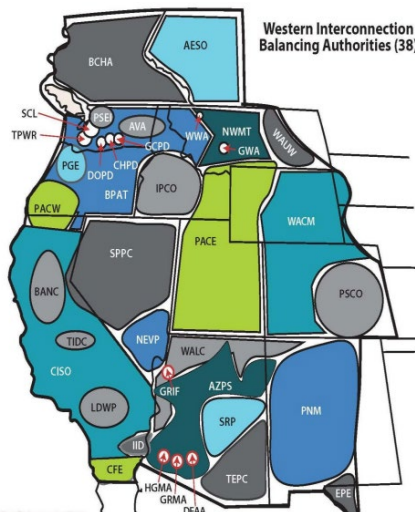 Western Interconnection
Balancing Authorities (38)
AESO
BCHA
SCL
PSEI
AVA
TPWR
GCPD
WWA
NWMT
GWA
WAUW
CHPD
DOPD
PGE
BPAT
IPCO
PACW
WACM
PACE
SPPC
PSCO
BANC
TIDC
NEVP
WALC
CISO
GRIF
AZPS
LDWP
SRP
PNM
IID
CFE
TEPC
HGMA
GRMA
DEAA
EPE